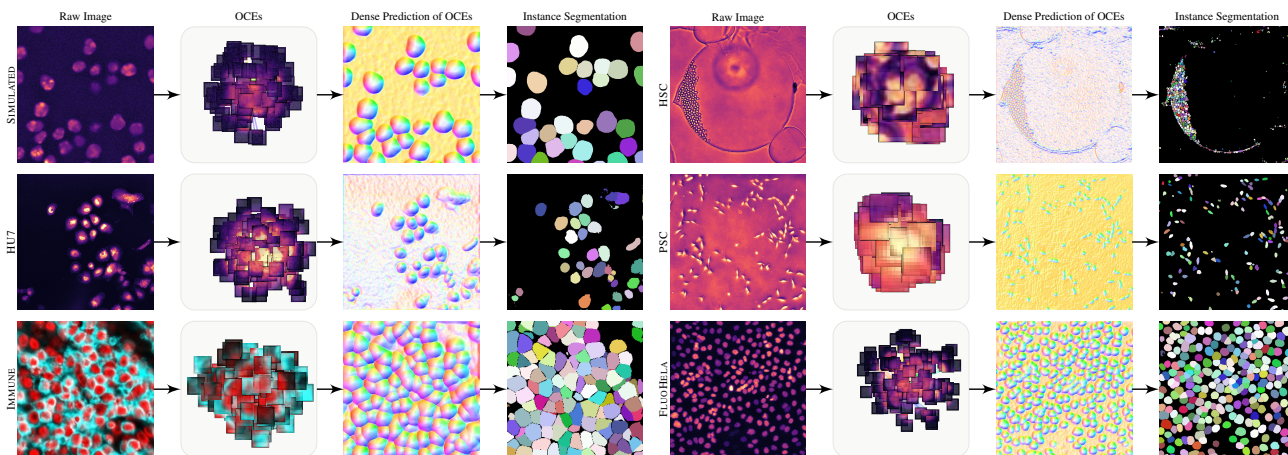 Raw Image OCEs Dense Prediction of OCEs Instance Segmentation Raw Image OCEs Dense Prediction of OCEs Instance Segmentation
SIMULATED
HSC
HU7
PSC
IMMUNE
FLUOHELA